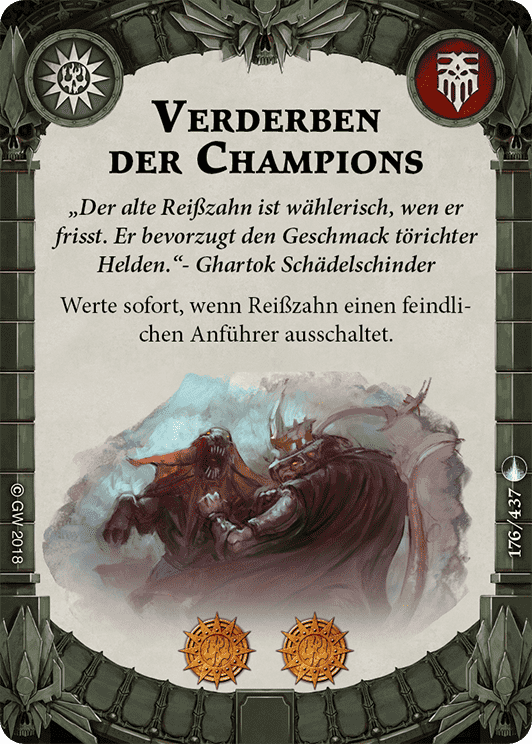 Verderben
der Champions
„Der alte Reißzahn ist wählerisch, wen er
frisst. Er bevorzugt den Geschmack törichter
Helden.“- Ghartok Schädelschinder
Werte sofort, wenn Reißzahn einen feindli-
chen Anführer ausschaltet.
©GW 2018
176/437